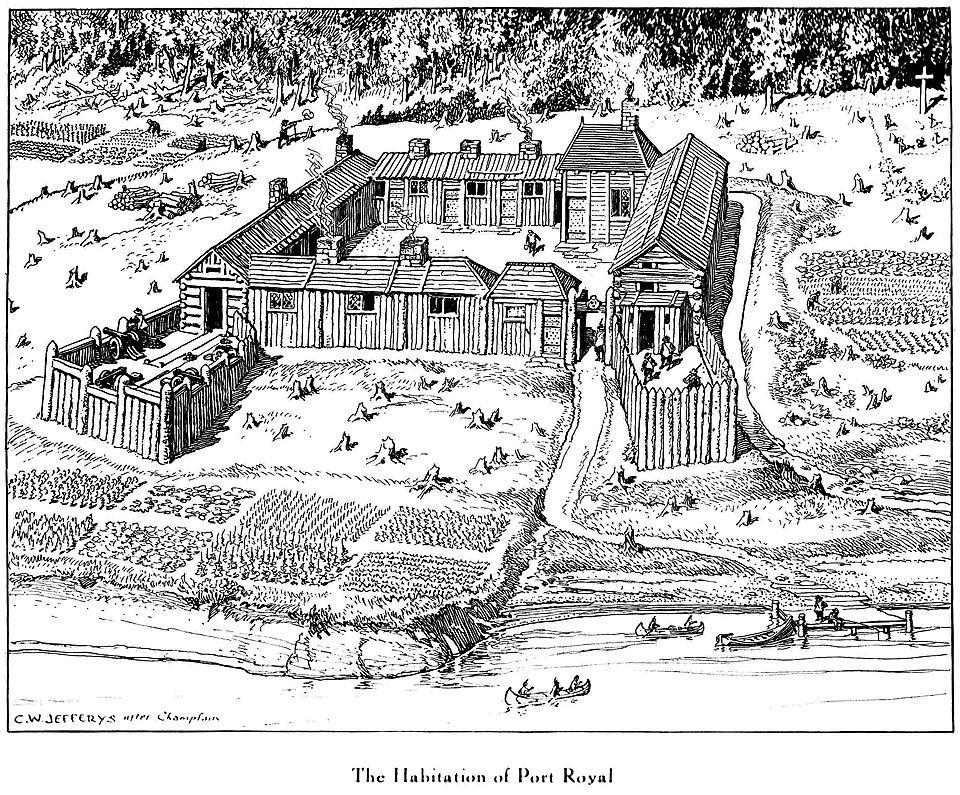 C.W. JEFFERYS after Champlain
The Habitation of Port Royal